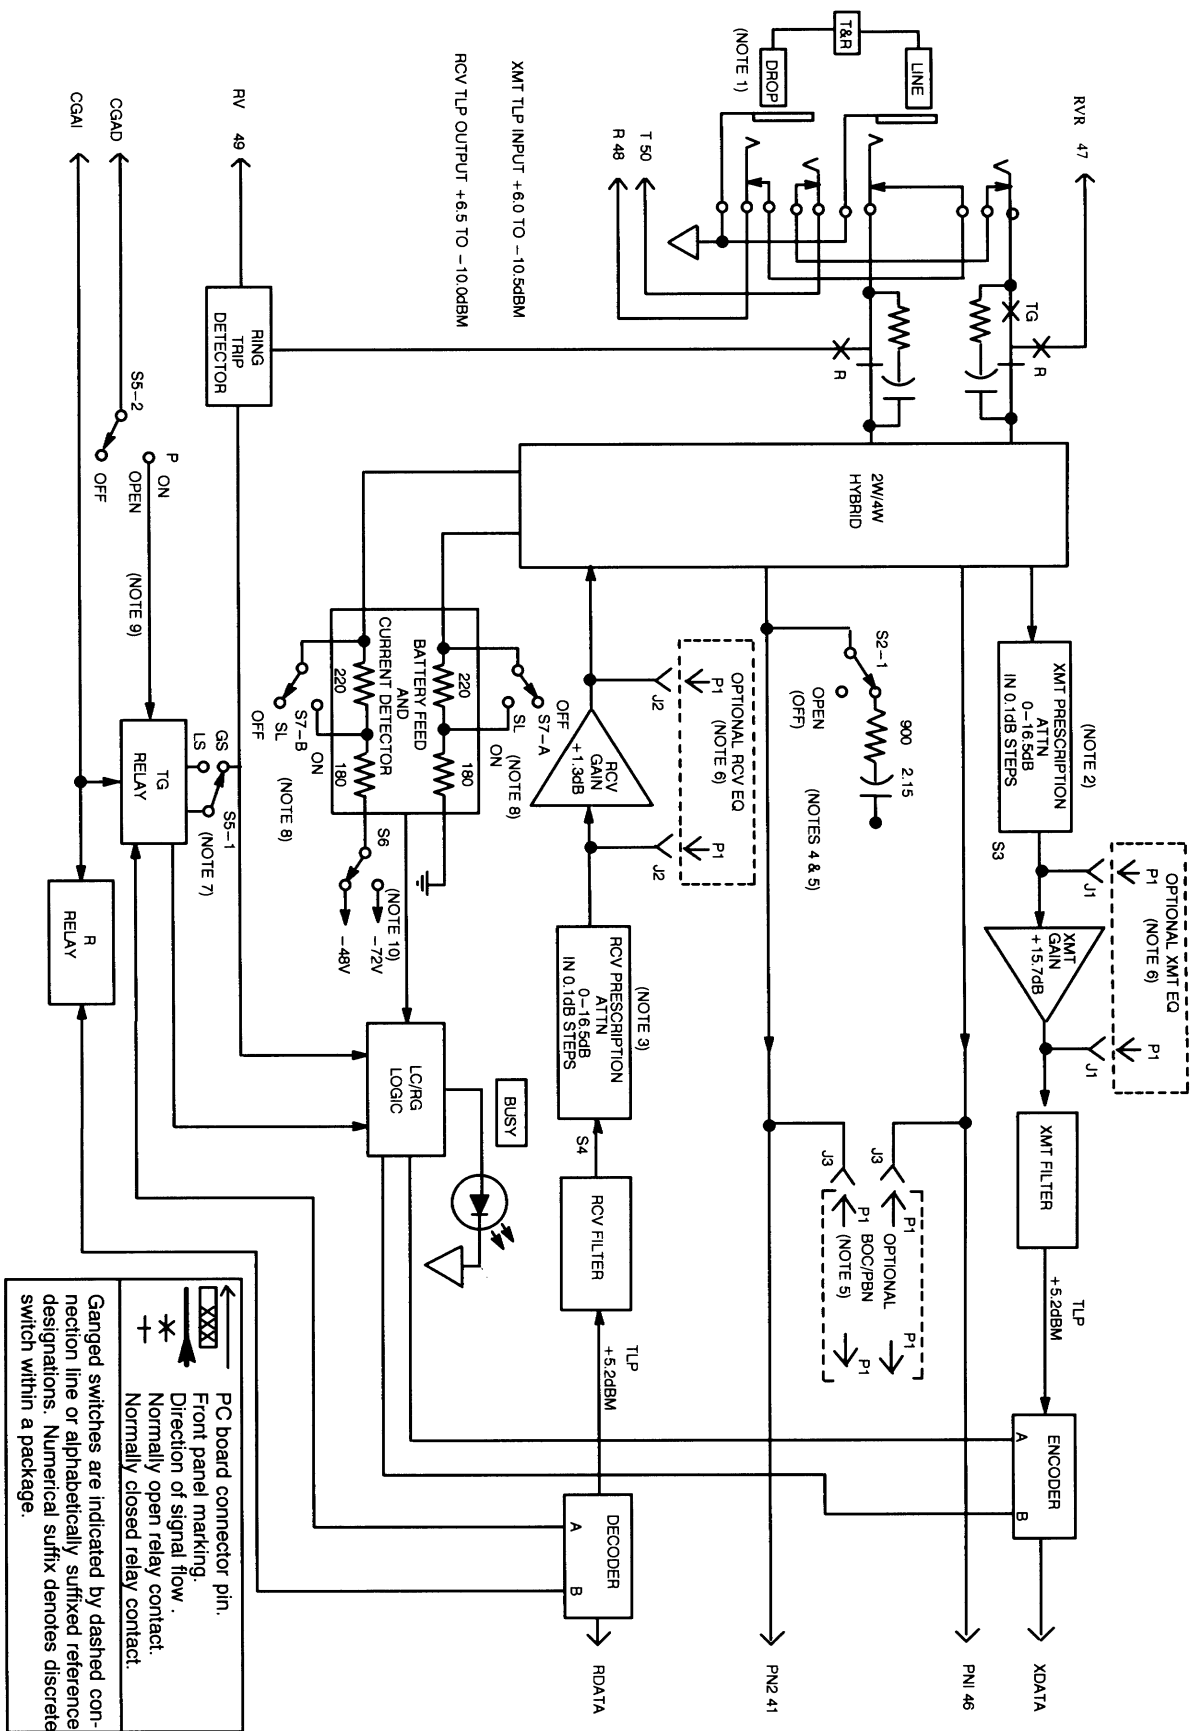 RVR 47
LINE
T&R
DROP
(NOTE 1)
T 50
R 48
XMT TLP INPUT +6.0 TO −10.5dBM
RCV TLP OUTPUT +6.5 TO −10.0dBM
RV 49
CGAD
CGAI
TG
R
R
RING
TRIP
DETECTOR
S5−2
OFF
P
ON
OPEN
(NOTE 9)
2W/4W
HYBRID
(NOTE 2)
XMT PRESCRIPTION
ATTN
0−16.5dB
IN 0.1dB STEPS
S3
OPTIONAL XMT EQ
(NOTE 6)
P1
P1
J1
J1
XMT
GAIN
+15.7dB
XMT FILTER
TLP
+5.2dBM
ENCODER
A
B
XDATA
PNI 46
PN2 41
S2−1
OPEN
(OFF)
900 2.15
(NOTES 4 & 5)
J3
J3
P1
P1
OPTIONAL
BOC/PBN
(NOTE 5)
P1
P1
OPTIONAL RCV EQ
(NOTE 6)
P1
P1
J2
J2
RCV
GAIN
+1.3dB
(NOTE 3)
RCV PRESCRIPTION
ATTN
0−16.5dB
IN 0.1dB STEPS
S4
RCV FILTER
TLP
+5.2dBM
DECODER
A
B
RDATA
OFF
S7−A
SL
ON
(NOTE 8)
220
180
BATTERY FEED
AND
CURRENT DETECTOR
220
180
S7−B
SL
OFF
ON
(NOTE 8)
S6
(NOTE 10)
−72V
−48V
BUSY
LC/RG
LOGIC
GS
LS
S5−1
(NOTE 7)
TG
RELAY
R
RELAY
PC board connector pin.
XXX
Front panel marking.
Direction of signal flow .
Normally open relay contact.
Normally closed relay contact.
Ganged switches are indicated by dashed con-
nection line or alphabetically suffixed reference
designations. Numerical suffix denotes discrete
switch within a package.